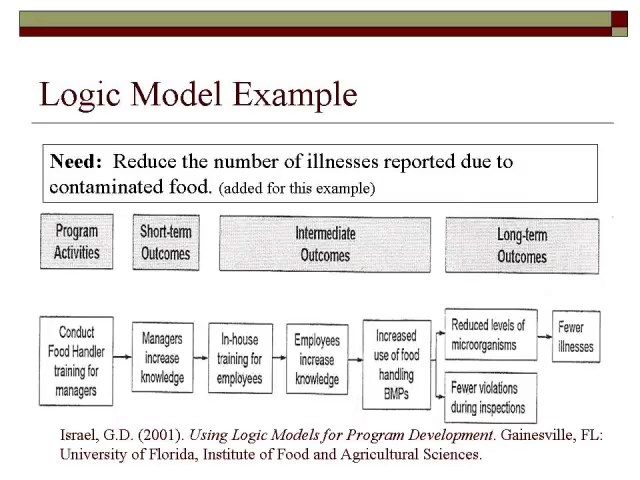 Logic Model Example
Need: Reduce the number of illnesses reported due to
contaminated food. (added for this example)
Program
Activities
Short-term
Outcomes
Intermediate
Outcomes
Long-term
Outcomes
Conduct
Food Handler
training for
managers
Managers
increase
knowledge
In-house
training for
employees
Employees
increase
knowledge
Increased
use of food
handling
BMPs
Reduced levels of
microorganisms
Fewer
illnesses
Fewer violations
during inspections
Israel, G.D. (2001). Using Logic Models for Program Development. Gainesville, FL:
University of Florida, Institute of Food and Agricultural Sciences.